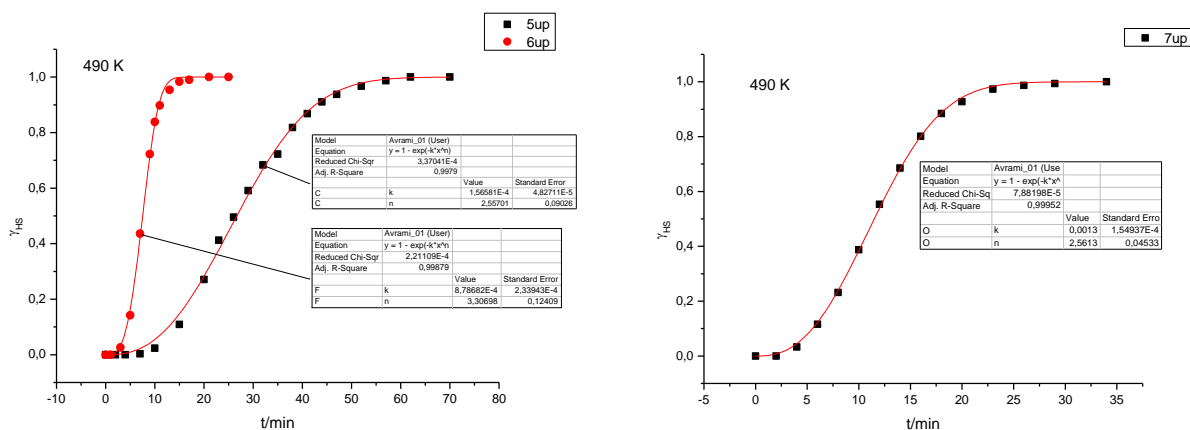 5up
6up
490 K
1,0
0,8
0,6
0,4
0,2
0,0
γHS
-10 0 10 20 30 40 50 60 70 80
t/min
Model Avrami_01 (User)
Equation y = 1 - exp(-k*x^n)
Reduced Chi-Sqr 3,37041E-4
Adj. R-Square 0,9979
Value Standard Error
C k 1,56581E-4 4,82711E-5
C n 2,55701 0,09026
Model Avrami_01 (User)
Equation y = 1 - exp(-k*x^n
Reduced Chi-Sqr 2,21109E-4
Adj. R-Square 0,99879
Value Standard Error
F k 8,78682E-4 2,33943E-4
F n 3,30698 0,12409
7up
490 K
1,0
0,8
0,6
0,4
0,2
0,0
γHS
-5 0 5 10 15 20 25 30 35
t/min
Model Avrami_01 (Use
Equation y = 1 - exp(-k*x^
Reduced Chi-Sq 7,88198E-5
Adj. R-Square 0,99952
Value Standard Erro
O k 0,0013 1,54937E-4
O n 2,5613 0,04533